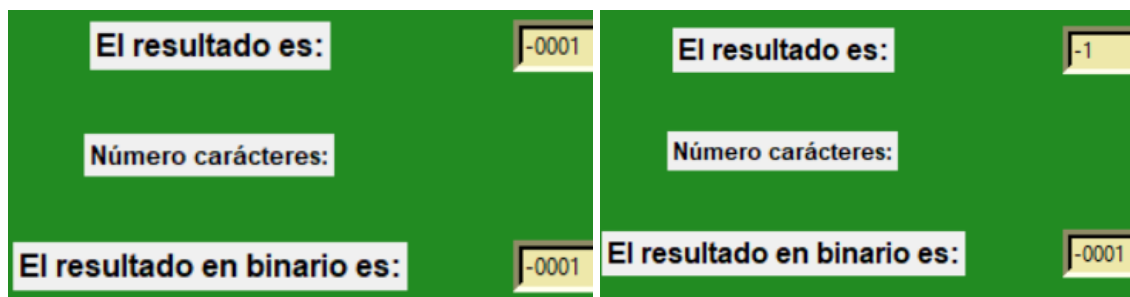 El resultado es: -0001
Número carácteres:
El resultado en binario es: -0001
El resultado es: -1
Número carácteres:
El resultado en binario es: -0001